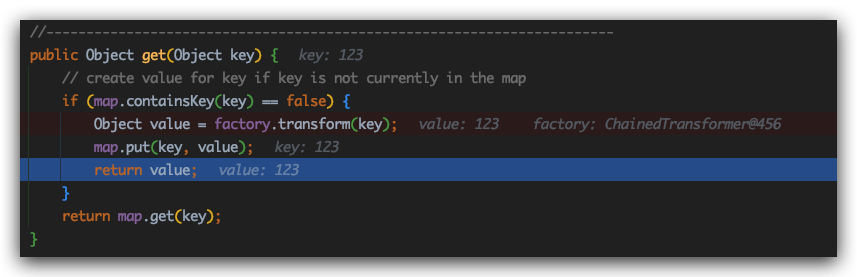 //----------------------------------------------------------------------
public Object get(Object key) {  key: 123
    // create value for key if key is not currently in the map
    if (map.containsKey(key) == false) {
        Object value = factory.transform(key);  value: 123    factory: ChainedTransformer@456
        map.put(key, value);  key: 123
        return value;  value: 123
    }
    return map.get(key);
}